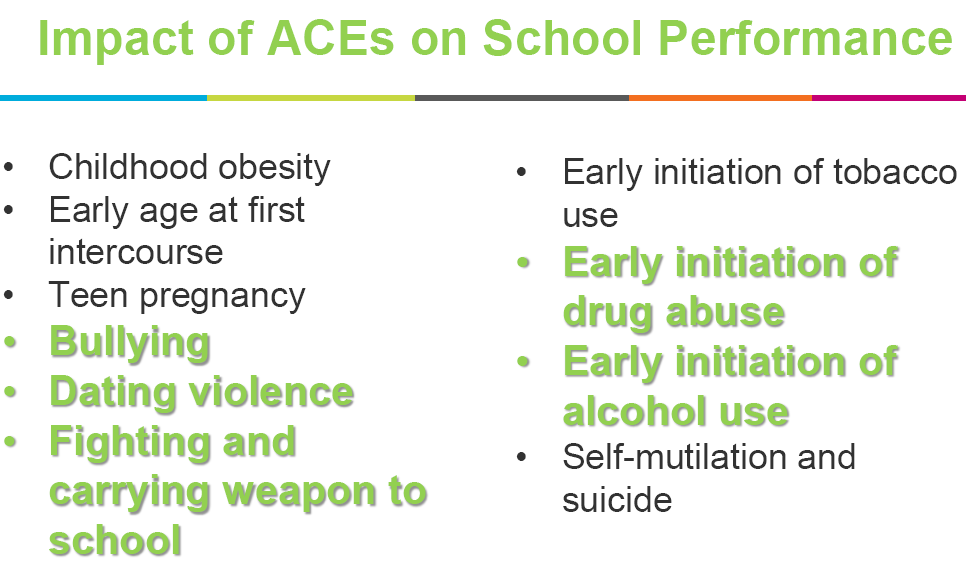 Impact of ACEs on School Performance
• Childhood obesity
• Early age at first
intercourse
• Teen pregnancy
• Bullying
• Dating violence
• Fighting and
carrying weapon to
school
• Early initiation of tobacco
use
• Early initiation of
drug abuse
• Early initiation of
alcohol use
• Self-mutilation and
suicide